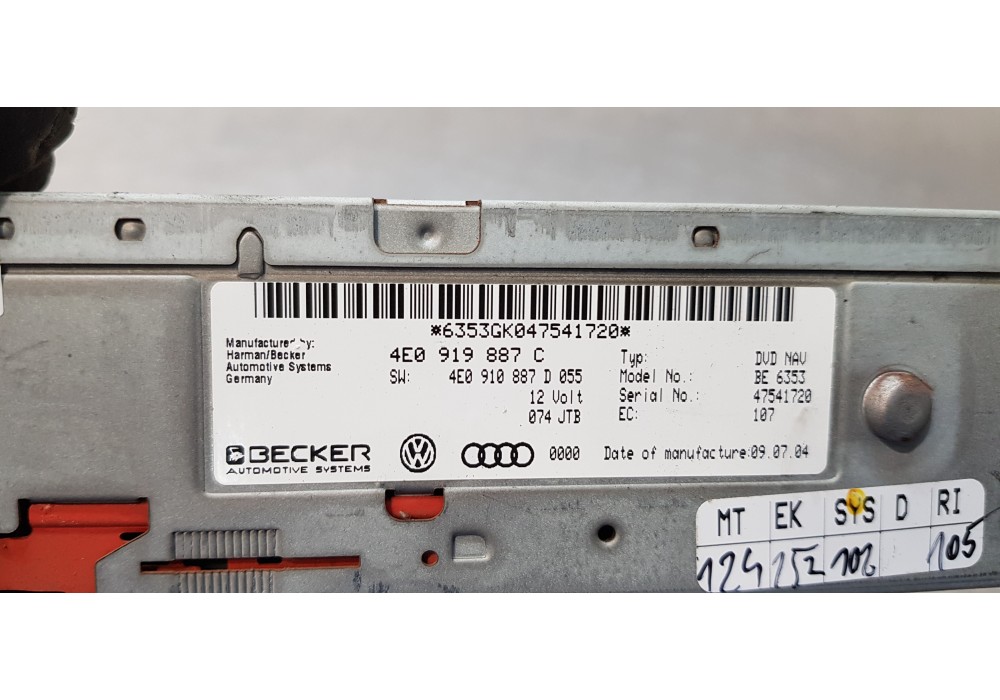 *6353GK047541720*
Manufactured by:
Harman/Becker
Automotive Systems
Germany
4E0 919 887 C
SW: 4E0 910 887 D 055
12 Volt
074 JTB
Typ: DVD NAV
Model No.: BE 6353
Serial No.: 47541720
EC: 107
BECKER
AUTOMOTIVE SYSTEMS
VW
0000
Date of manufacture:09.07.04
MT EK SYS D RI
124 152 102 105